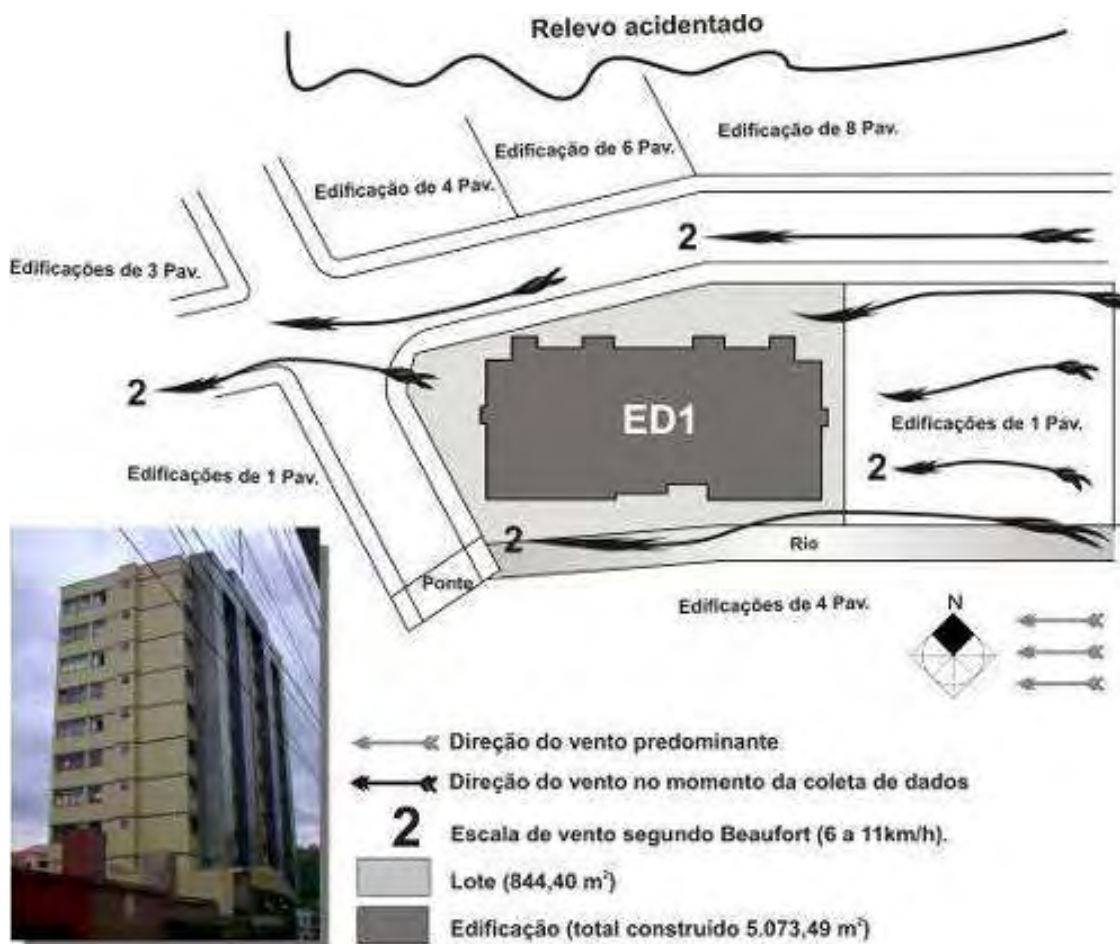 Relevo acidentado
Edificação de 8 Pav.
Edificação de 6 Pav.
Edificação de 4 Pav.
2
Edificações de 3 Pav.
ED1
2
Edificações de 1 Pav.
2
Edificações de 1 Pav.
2
Rio
Ponte
Edificações de 4 Pav.
N
Direção do vento predominante
Direção do vento no momento da coleta de dados
2 Escala de vento segundo Beaufort (6 a 11km/h).
Lote (844,40 m²)
Edificação (total construído 5.073,49 m²)